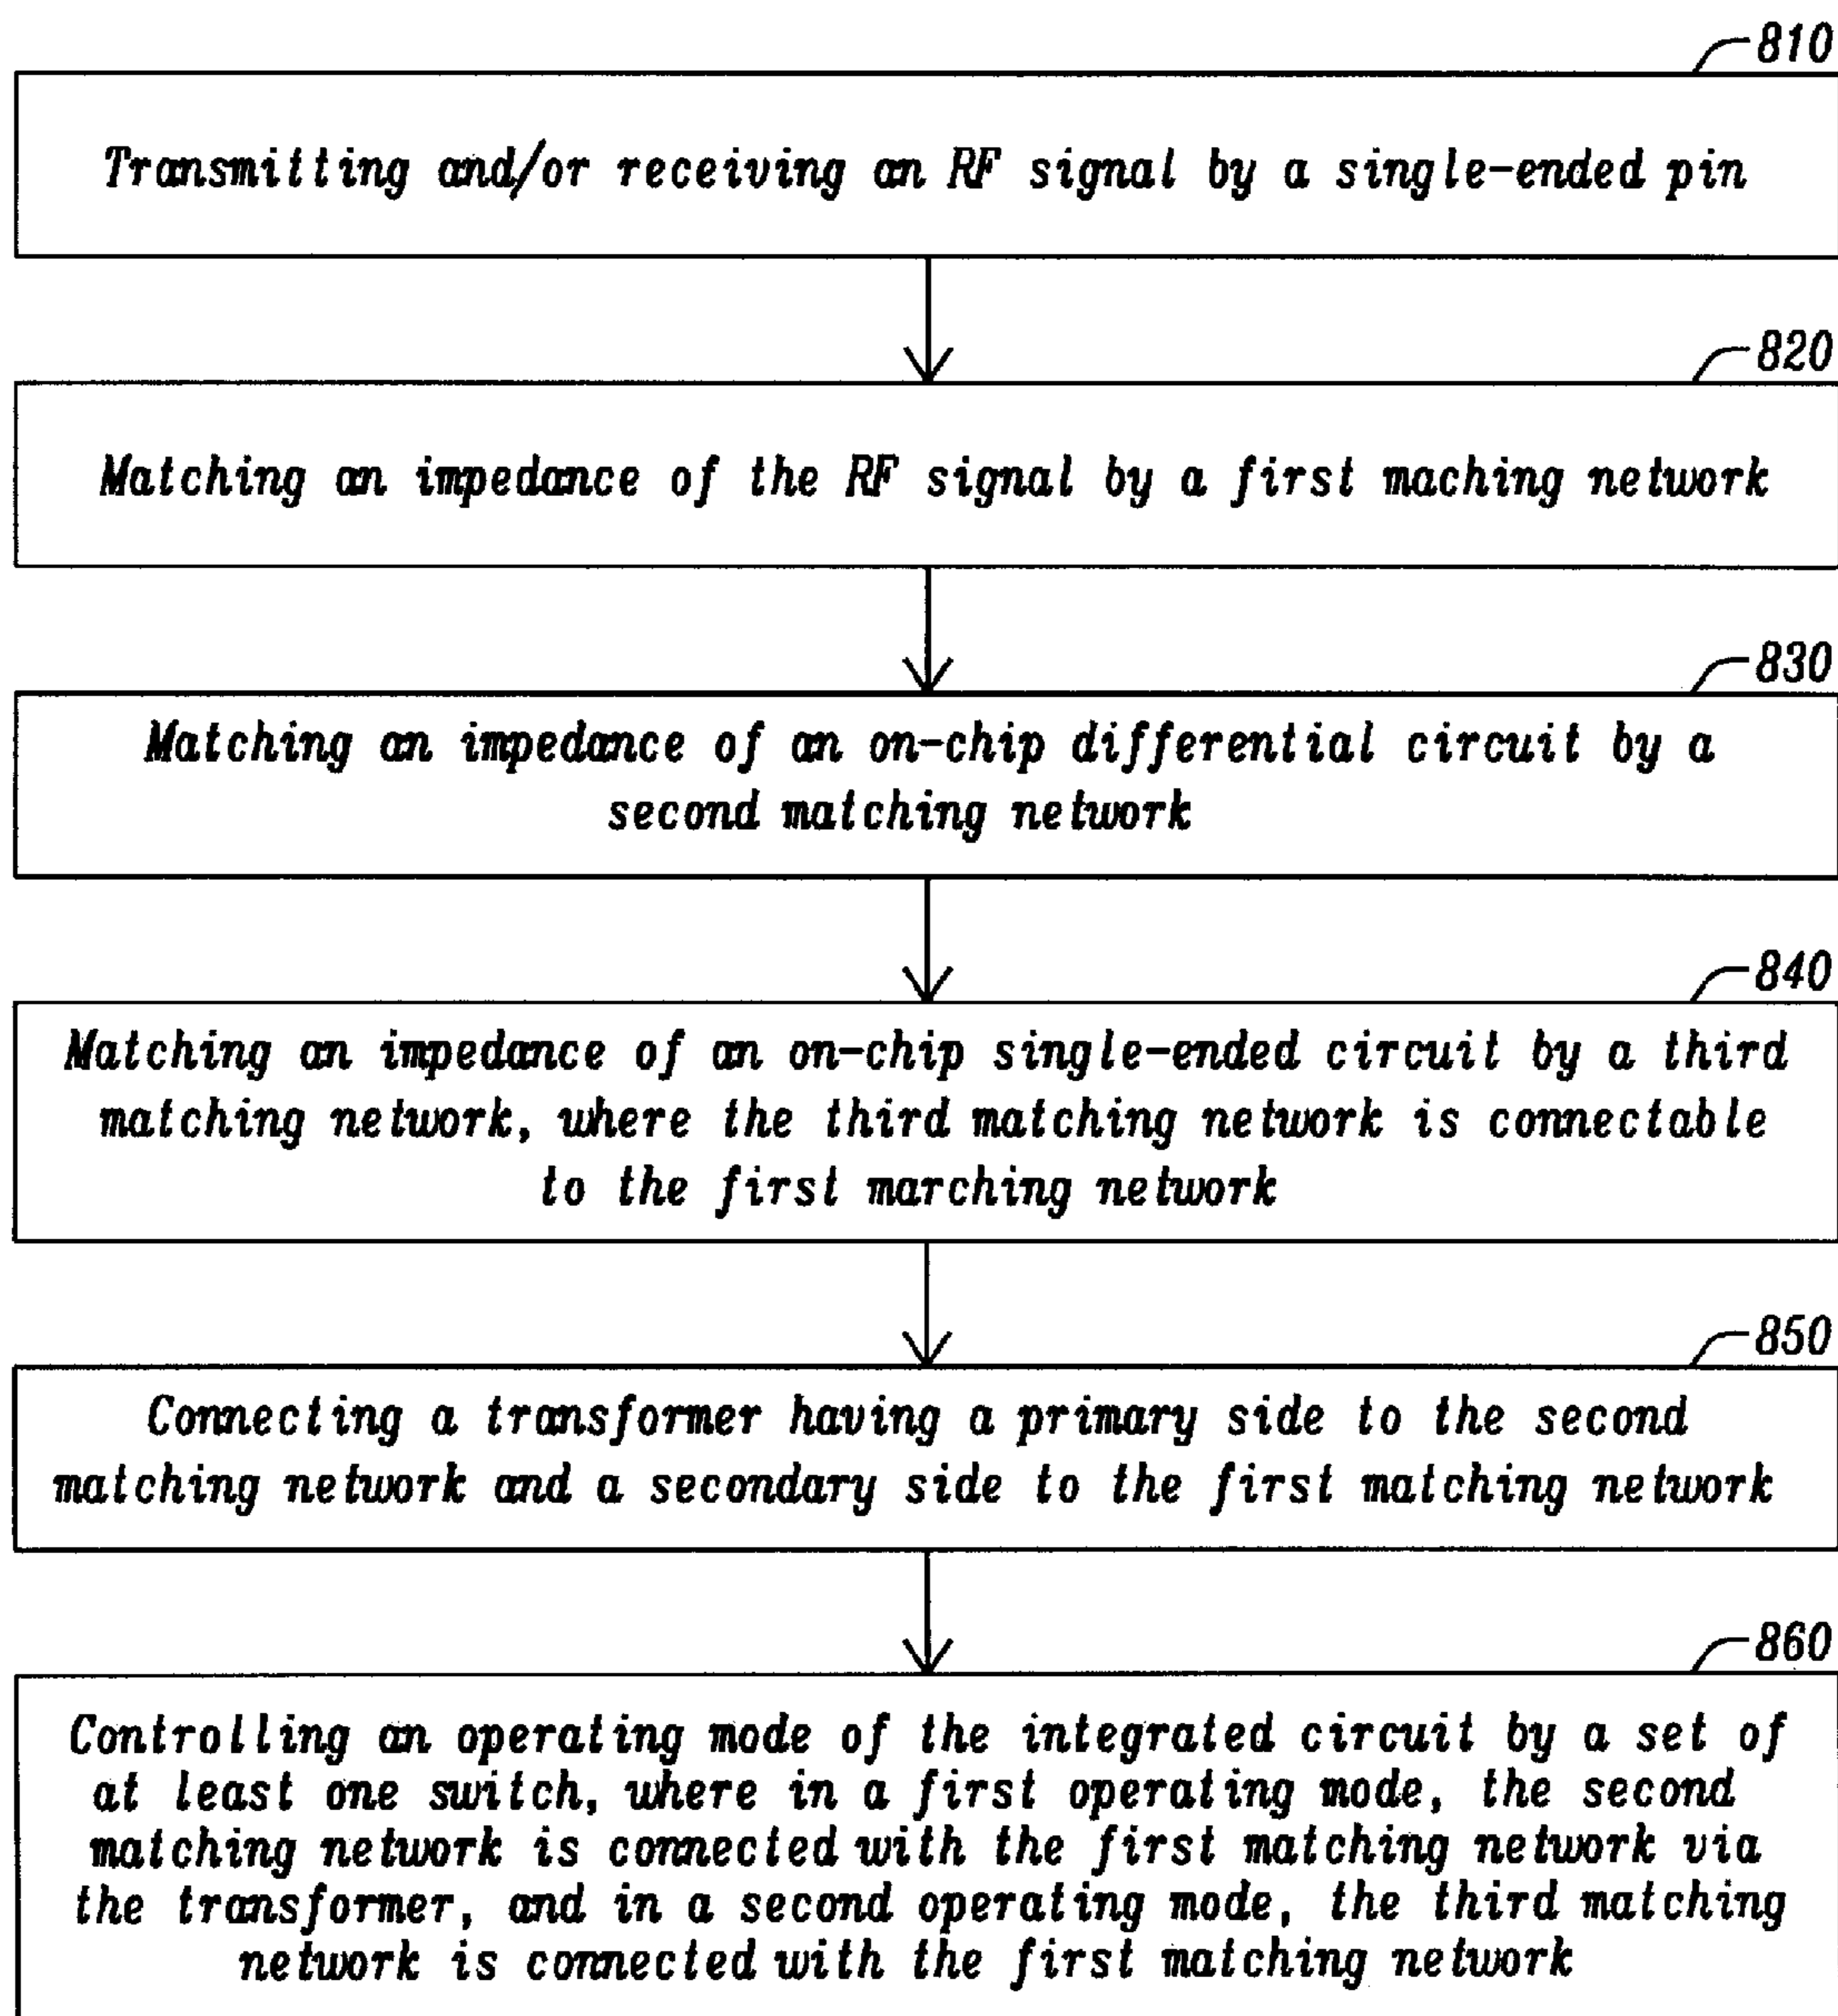 810
Transmitting and/or receiving an RF signal by a single-ended pin
820
Matching an impedance of the RF signal by a first maching network
830
Matching an impedance of an on-chip differential circuit by a
second matching network
840
Matching an impedance of an on-chip single-ended circuit by a third
matching network, where the third matching network is connectable
to the first marching network
850
Connecting a transformer having a primary side to the second
matching network and a secondary side to the first matching network
860
Controlling an operating mode of the integrated circuit by a set of
at least one switch, where in a first operating mode, the second
matching network is connected with the first matching network via
the transformer, and in a second operating mode, the third matching
network is connected with the first matching network